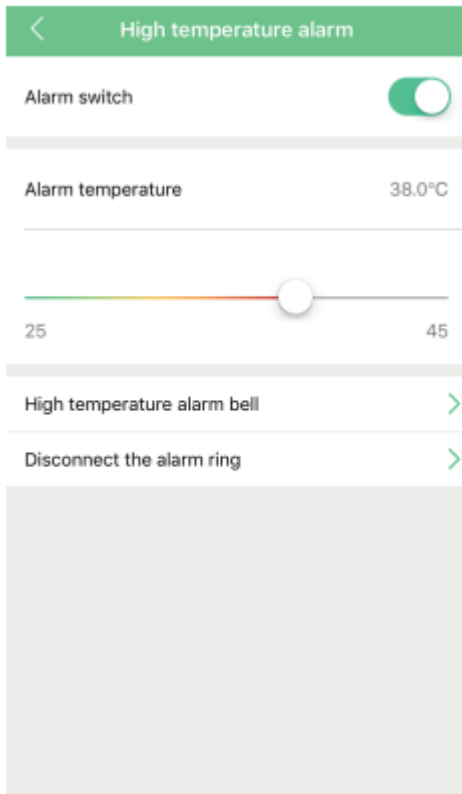 High temperature alarm
Alarm switch
Alarm temperature 38.0°C
25 45
High temperature alarm bell
Disconnect the alarm ring